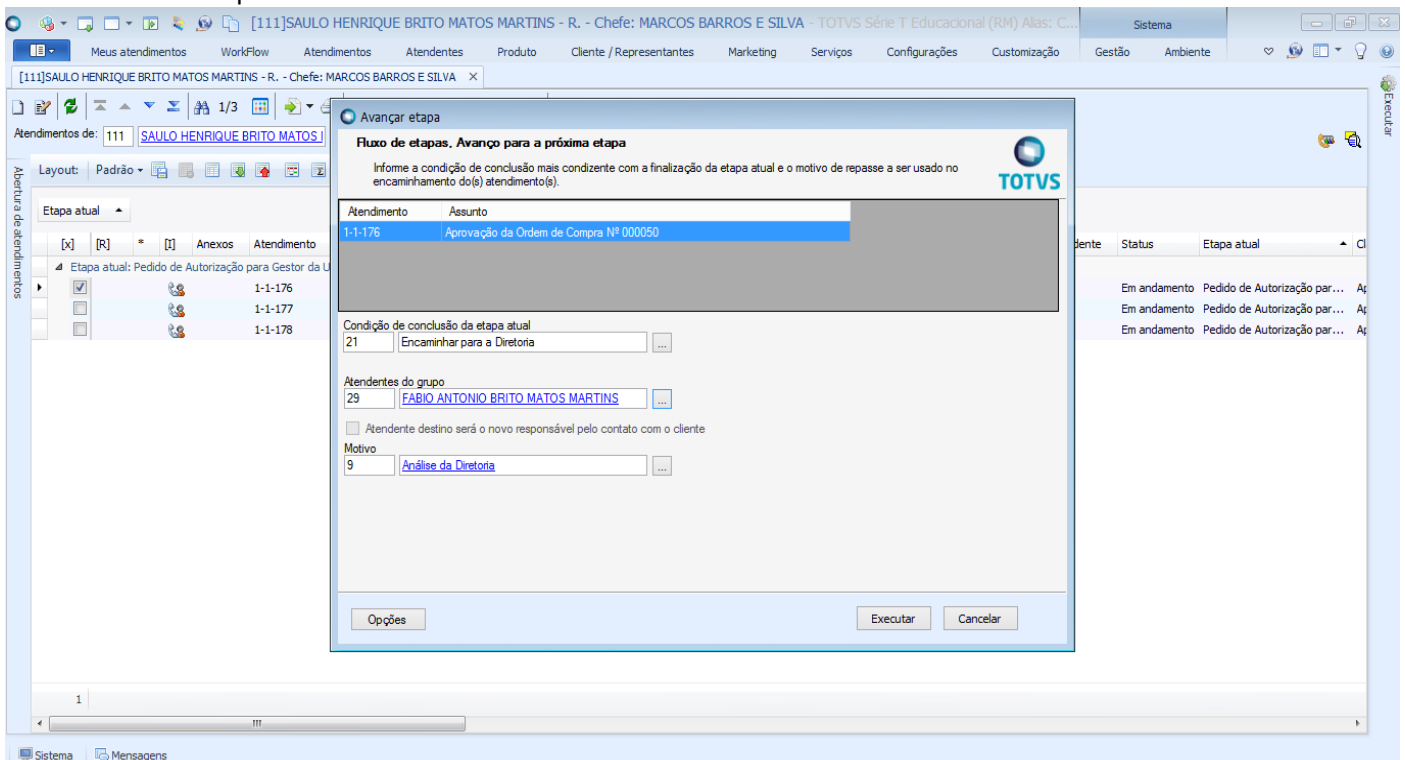 [111]SAULO HENRIQUE BRITO MATOS MARTINS - R. - Chefe: MARCOS BARROS E SILVA - TOTVS Série T Educacional (RM) Alias: C...
Sistema
Meus atendimentos WorkFlow Atendimentos Atendentes Produto Cliente / Representantes Marketing Serviços Configurações Customização Gestão Ambiente
[111]SAULO HENRIQUE BRITO MATOS MARTINS - R. - Chefe: MARCOS BARROS E SILVA
1/3
Executar
Atendimentos de: 111 SAULO HENRIQUE BRITO MATOS
Layout: Padrão
Abertura de atendimentos
Etapa atual
[x] [R] * [I] Anexos Atendimento
Status Etapa atual
Etapa atual: Pedido de Autorização para Gestor da U
1-1-176 Em andamento Pedido de Autorização par...
1-1-177 Em andamento Pedido de Autorização par...
1-1-178 Em andamento Pedido de Autorização par...
Avançar etapa
Fluxo de etapas, Avanço para a próxima etapa
Informe a condição de conclusão mais condizente com a finalização da etapa atual e o motivo de repasse a ser usado no
encaminhamento do(s) atendimento(s).
TOTVS
Atendimento Assunto
1-1-176 Aprovação da Ordem de Compra Nº 000050
Condição de conclusão da etapa atual
21 Encaminhar para a Diretoria ...
Atendentes do grupo
29 FABIO ANTONIO BRITO MATOS MARTINS ...
Atendente destino será o novo responsável pelo contato com o cliente
Motivo
9 Análise da Diretoria ...
Opções Executar Cancelar
1
Sistema Mensagens